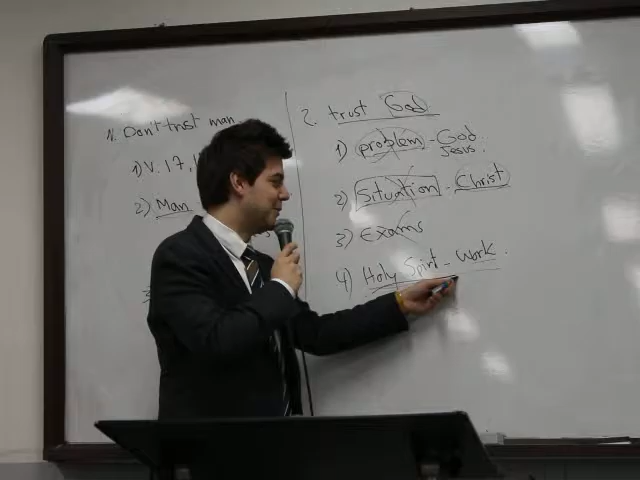 1. Don't trust man.
1) V. 17,
2) Man
2. trust God
1) problem - God
Jesus.
2) Situation - Christ
3) Exams
4) Holy Spirt - Work.